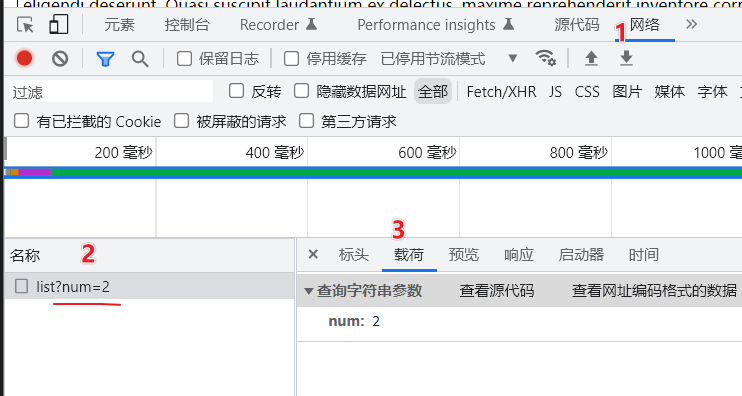 eligendi deserunt. Quasi suscipit laudantium ex delectus, maxime reprehenderit inventore corr
元素 控制台 Recorder Performance insights 源代码 1 网络 »
保留日志 停用缓存 已停用节流模式
过滤 反转 隐藏数据网址 全部 Fetch/XHR JS CSS 图片 媒体 字体
有已拦截的 Cookie 被屏蔽的请求 第三方请求
200 毫秒 400 毫秒 600 毫秒 800 毫秒 1000 毫秒
2 3
名称 × 标头 载荷 预览 响应 启动器 时间
list?num=2 查询字符串参数 查看源代码 查看网址编码格式的数据
num: 2